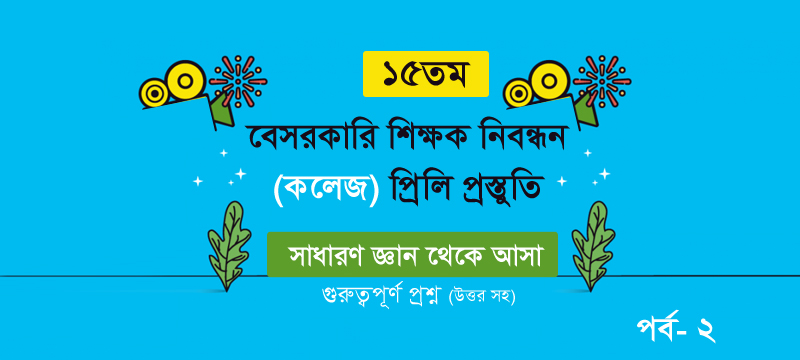 ১৫তম
বেসরকারি শিক্ষক নিবন্ধন
(কলেজ) প্রিলি প্রস্তুতি
সাধারণ জ্ঞান থেকে আসা
গুরুত্বপূর্ণ প্রশ্ন (উত্তর সহ)
পর্ব- ২